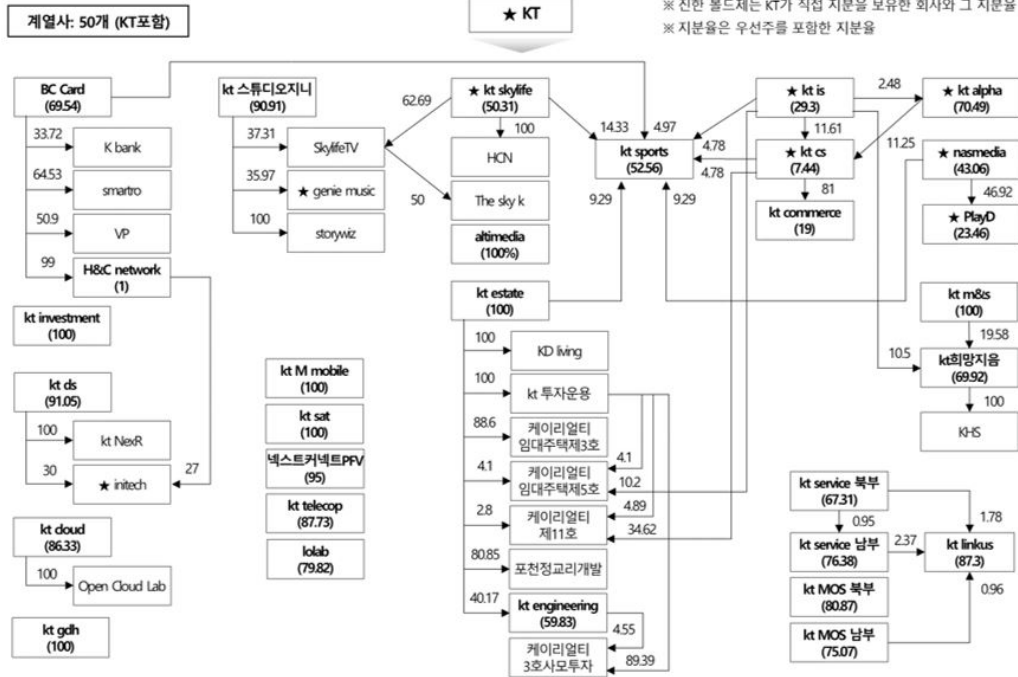 계열사: 50개 (KT포함)
★ KT
※ 진한 볼드체는 KT가 직접 지분을 보유한 회사와 그 지분율
※ 지분율은 우선주를 포함한 지분율
BC Card
(69.54)
33.72
K bank
64.53
smartro
50.9
VP
99
H&C network
(1)
kt investment
(100)
kt ds
(91.05)
100
kt NexR
30
★ initech
27
kt cloud
(86.33)
100
Open Cloud Lab
kt gdh
(100)
kt 스튜디오지니
(90.91)
37.31
SkylifeTV
35.97
★ genie music
100
storywiz
62.69
★ kt skylife
(50.31)
100
HCN
50
The sky k
altimedia
(100%)
14.33
4.97
kt sports
(52.56)
9.29
9.29
4.78
4.78
★ kt is
(29.3)
2.48
★ kt alpha
(70.49)
11.61
★ kt cs
(7.44)
81
kt commerce
(19)
11.25
★ nasmedia
(43.06)
46.92
★ PlayD
(23.46)
kt m&s
(100)
19.58
10.5
kt희망지음
(69.92)
100
KHS
kt M mobile
(100)
kt sat
(100)
넥스트커넥트PFV
(95)
kt telecop
(87.73)
lolab
(79.82)
kt estate
(100)
100
KD living
100
kt 투자운용
88.6
케이리얼티
임대주택제3호
4.1
케이리얼티
임대주택제5호
4.1
10.2
2.8
케이리얼티
제11호
4.89
34.62
80.85
포천정교리개발
40.17
kt engineering
(59.83)
4.55
케이리얼티
3호사모투자
89.39
kt service 북부
(67.31)
0.95
1.78
kt service 남부
(76.38)
2.37
kt linkus
(87.3)
kt MOS 북부
(80.87)
0.96
kt MOS 남부
(75.07)